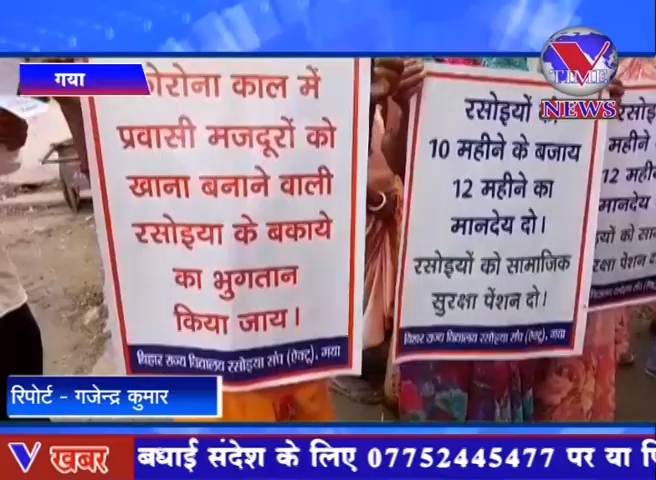 गया
V
TIME
NEWS
कोरोना काल में
प्रवासी मजदूरों को
खाना बनाने वाली
रसोइया के बकाये
का भुगतान
किया जाय।
बिहार राज्य विद्यालय रसोइया संघ (ऐक्टू), गया
रसोइयों को
10 महीने के बजाय
12 महीने का
मानदेय दो।
रसोइयों को सामाजिक
सुरक्षा पेंशन दो।
बिहार राज्य विद्यालय रसोइया संघ (ऐक्टू), गया
महीने
12 मही
मानदेय
सुरक्षा पेंशन
रिपोर्ट - गजेन्द्र कुमार
V खबर
बधाई संदेश के लिए 07752445477 पर या